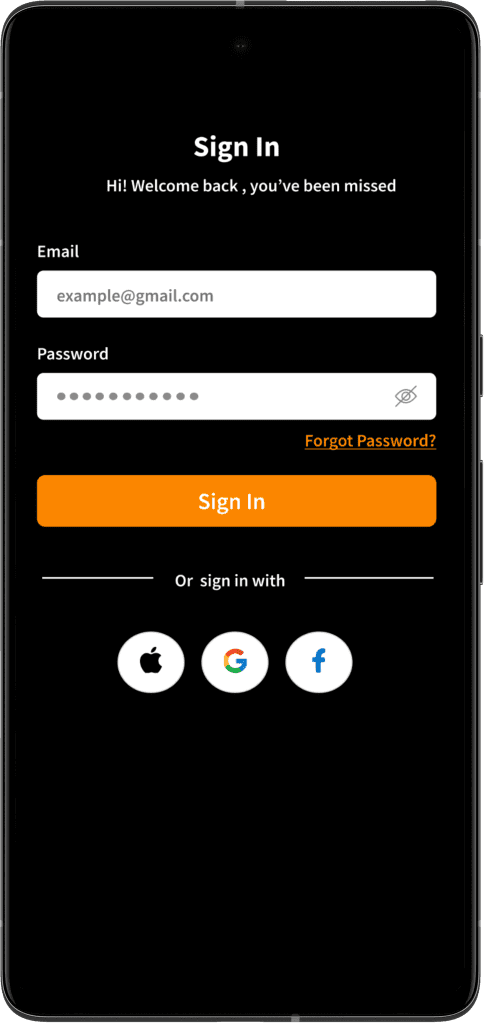 Sign In
Hi! Welcome back , you’ve been missed
Email
example@gmail.com
Password
Forgot Password?
Sign In
Or sign in with